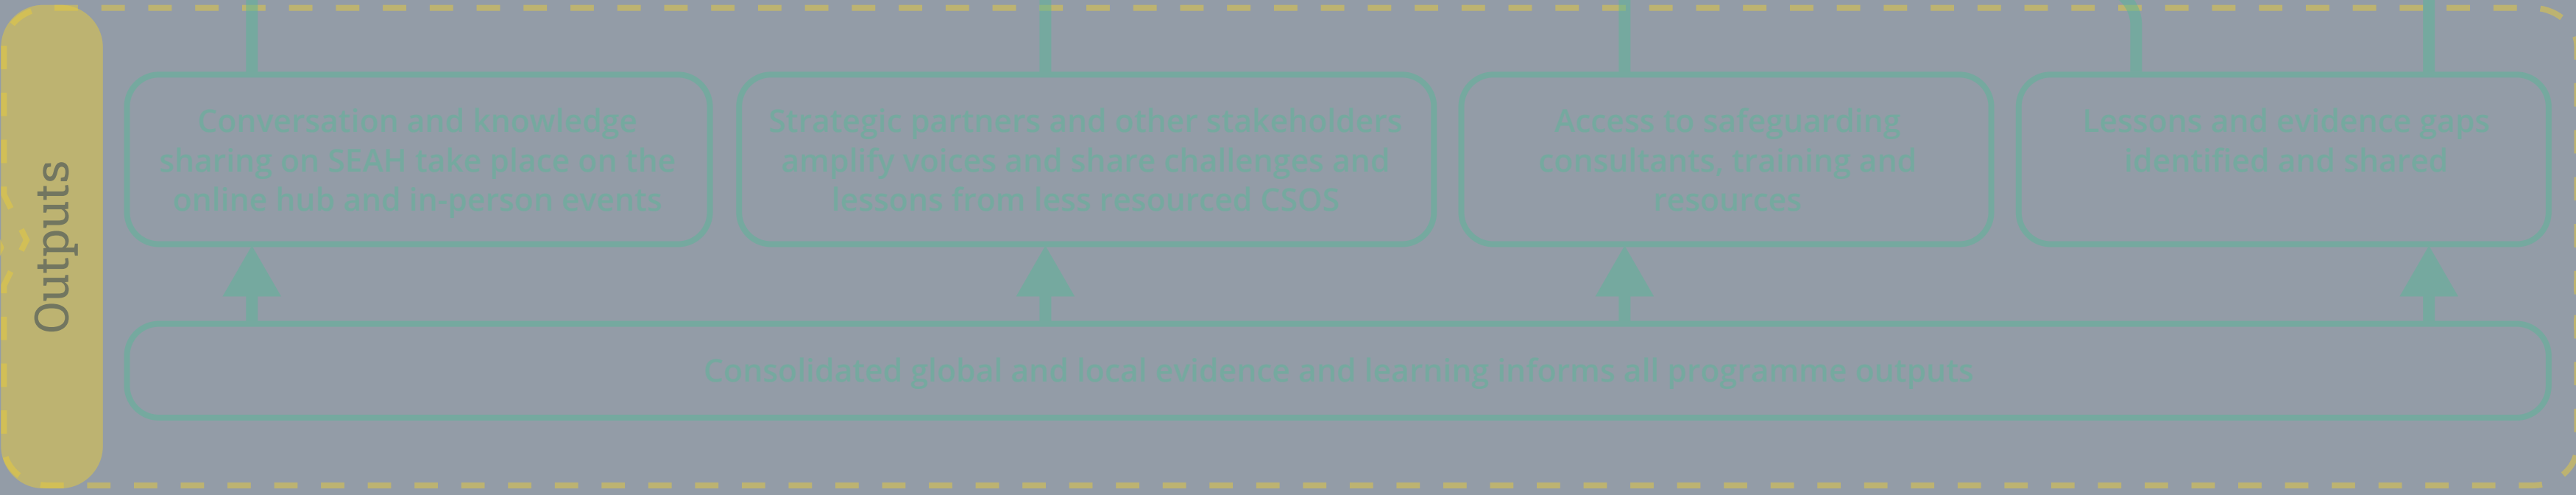 Outputs
Conversation and knowledge
sharing on SEAH take place on the
online hub and in-person events
Strategic partners and other stakeholders
amplify voices and share challenges and
lessons from less resourced CSOS
Access to safeguarding
consultants, training and
resources
Lessons and evidence gaps
identified and shared
Consolidated global and local evidence and learning informs all programme outputs